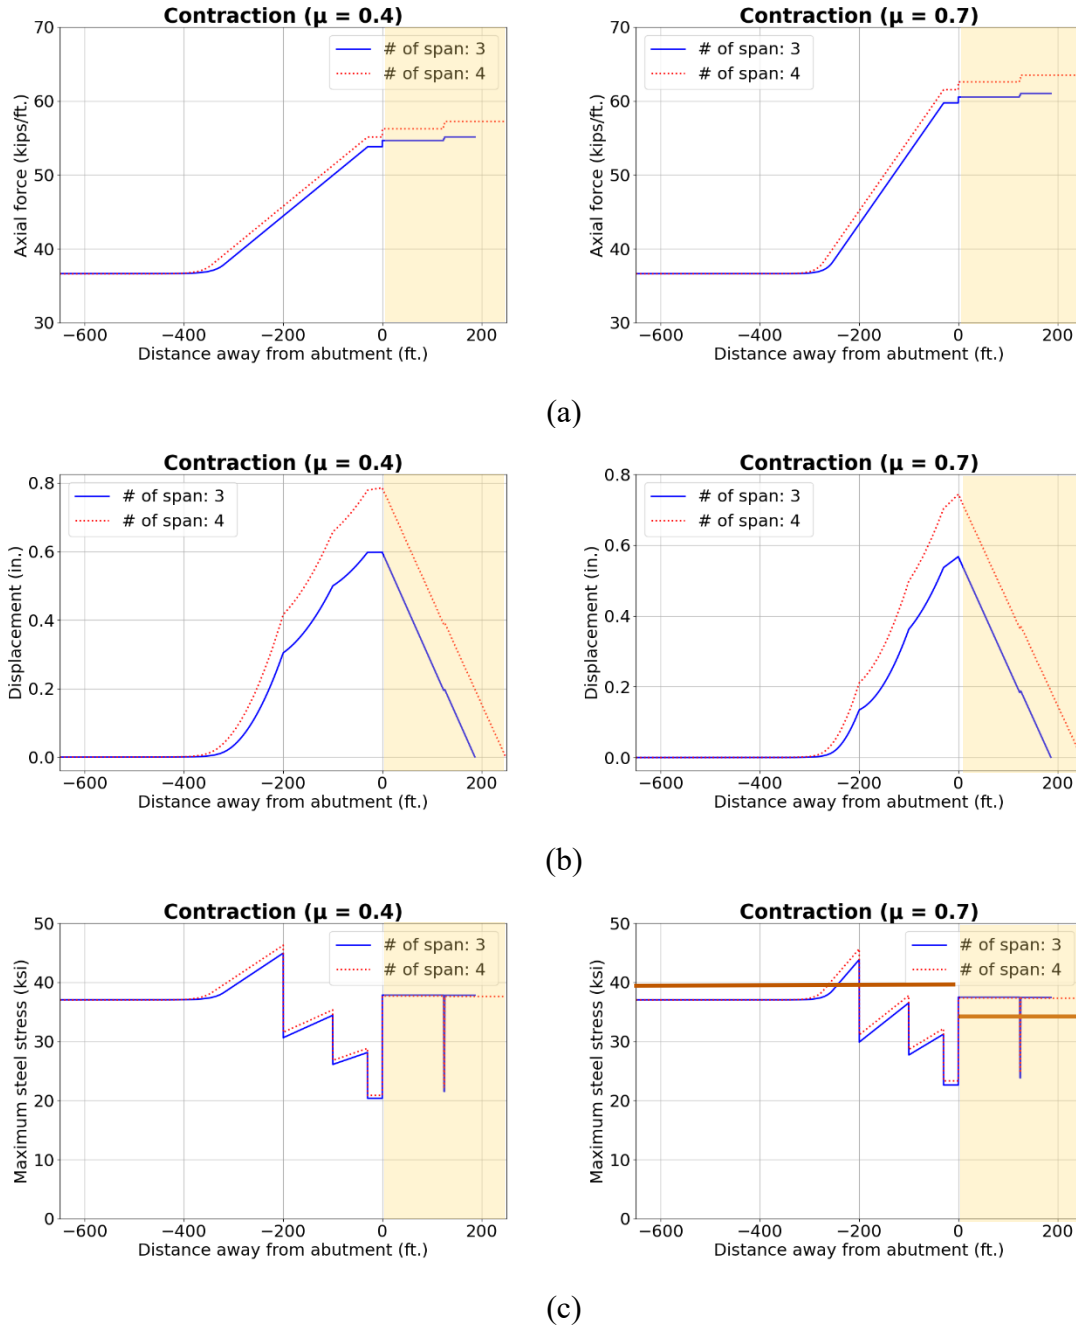 Contraction (μ = 0.4)
Axial force (kips/ft.)
70
60
50
40
30
# of span: 3
# of span: 4
−600 −400 −200 0 200
Distance away from abutment (ft.)
Contraction (μ = 0.7)
Axial force (kips/ft.)
70
60
50
40
30
# of span: 3
# of span: 4
−600 −400 −200 0 200
Distance away from abutment (ft.)
(a)
Contraction (μ = 0.4)
Displacement (in.)
0.8
0.6
0.4
0.2
0.0
# of span: 3
# of span: 4
−600 −400 −200 0 200
Distance away from abutment (ft.)
Contraction (μ = 0.7)
Displacement (in.)
0.8
0.6
0.4
0.2
0.0
# of span: 3
# of span: 4
−600 −400 −200 0 200
Distance away from abutment (ft.)
(b)
Contraction (μ = 0.4)
Maximum steel stress (ksi)
50
40
30
20
10
0
# of span: 3
# of span: 4
−600 −400 −200 0 200
Distance away from abutment (ft.)
Contraction (μ = 0.7)
Maximum steel stress (ksi)
50
40
30
20
10
0
# of span: 3
# of span: 4
−600 −400 −200 0 200
Distance away from abutment (ft.)
(c)